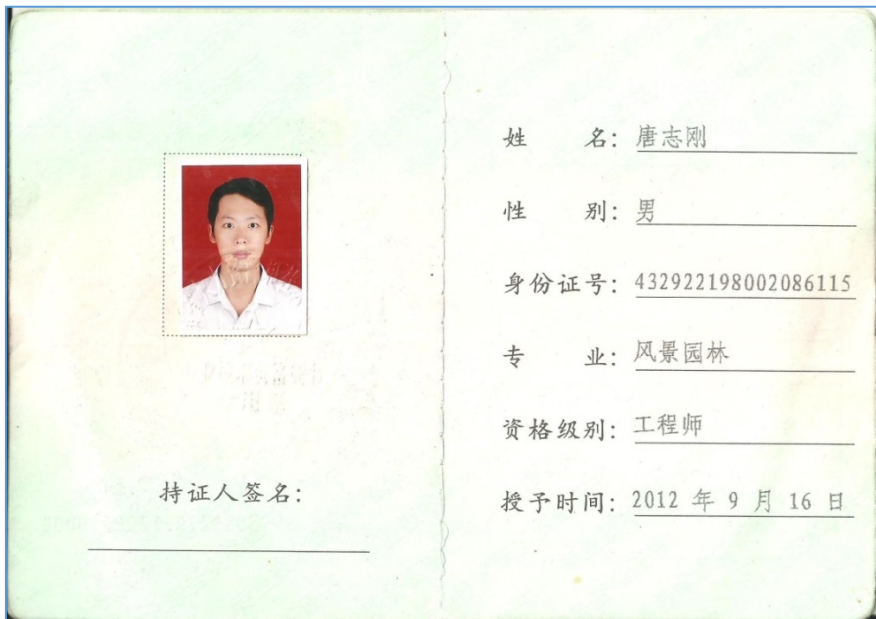 持证人签名：
姓 名：唐志刚
性 别：男
身份证号：432922198002086115
专 业：风景园林
资格级别：工程师
授予时间：2012 年 9 月 16 日